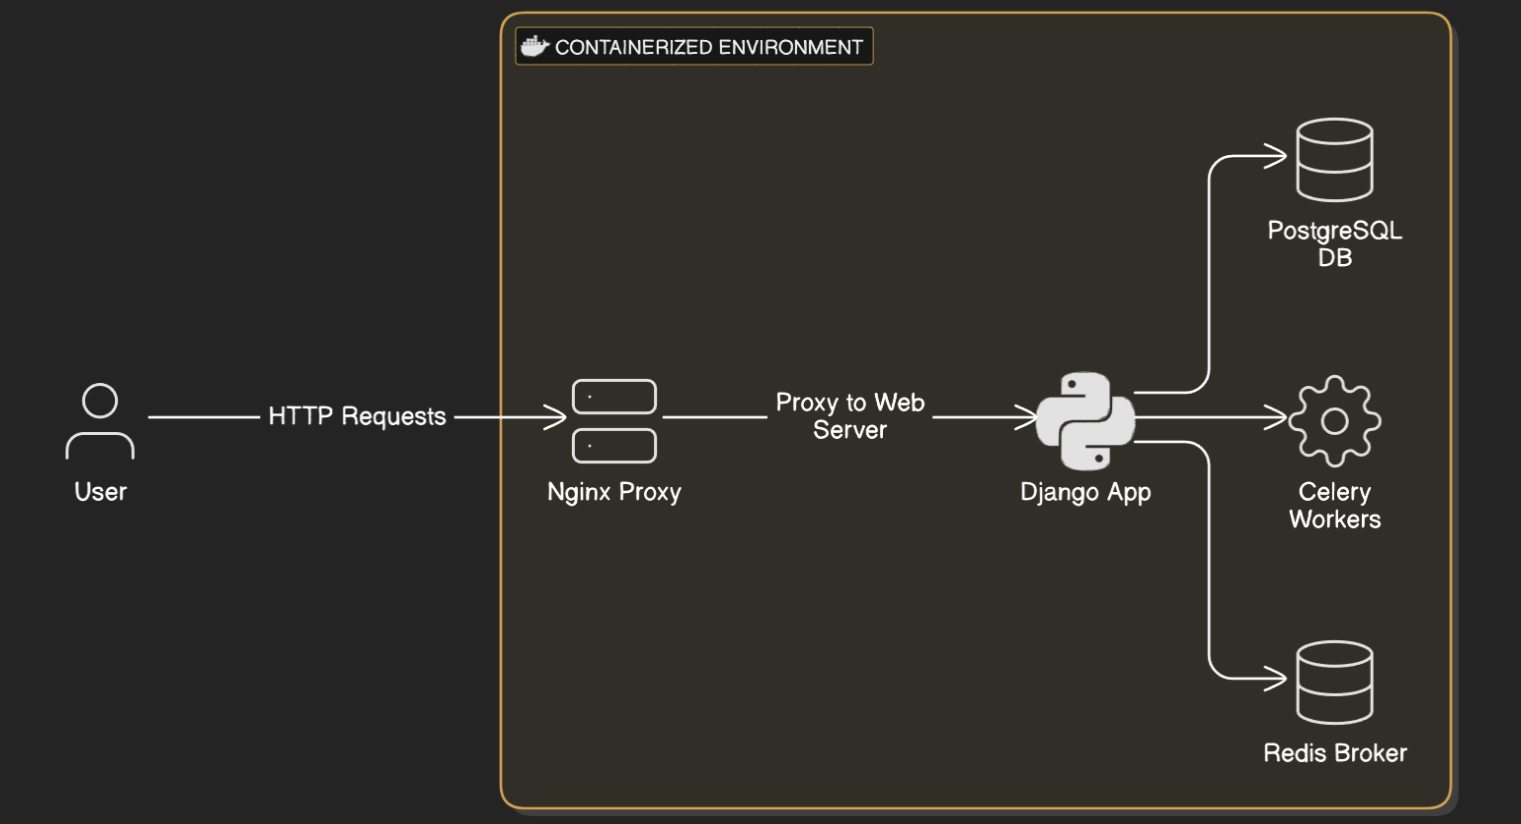 CONTAINERIZED ENVIRONMENT
PostgreSQL
DB
HTTP Requests
Proxy to Web
Server
User
Nginx Proxy
Django App
Celery
Workers
Redis Broker